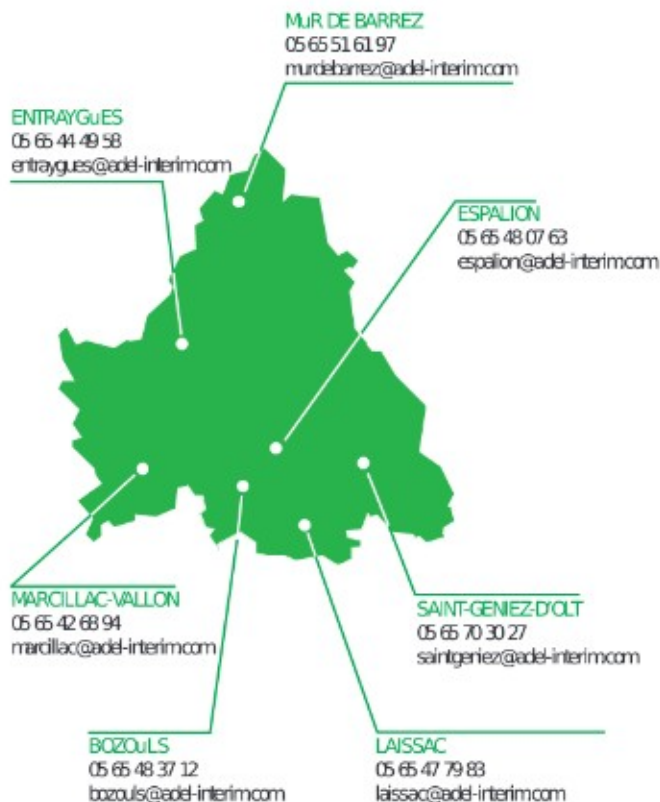 MuR DE BARREZ
05 65 51 61 97
murdebarrez@adel-interim.com
ENTRAYGuES
05 65 44 49 58
entraygues@adel-interim.com
ESPALION
05 65 48 07 63
espalion@adel-interim.com
MARCILLAC-VALLON
05 65 42 68 94
marcillac@adel-interim.com
SAINT-GENIEZ-D'OLT
05 65 70 30 27
saintgeniez@adel-interim.com
BOZOuLS
05 65 48 37 12
bozouls@adel-interim.com
LAISSAC
05 65 47 79 83
laissac@adel-interim.com